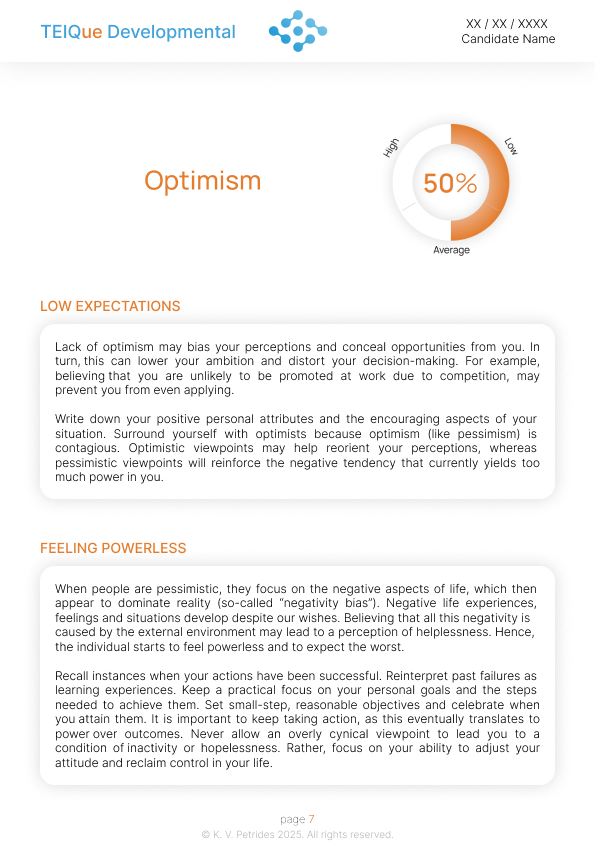 TEIQue Developmental
XX / XX / XXXX
Candidate Name
Optimism
High
Low
50%
Average
LOW EXPECTATIONS
Lack of optimism may bias your perceptions and conceal opportunities from you. In
turn, this can lower your ambition and distort your decision-making. For example,
believing that you are unlikely to be promoted at work due to competition, may
prevent you from even applying.
Write down your positive personal attributes and the encouraging aspects of your
situation. Surround yourself with optimists because optimism (like pessimism) is
contagious. Optimistic viewpoints may help reorient your perceptions, whereas
pessimistic viewpoints will reinforce the negative tendency that currently yields too
much power in you.
FEELING POWERLESS
When people are pessimistic, they focus on the negative aspects of life, which then
appear to dominate reality (so-called “negativity bias”). Negative life experiences,
feelings and situations develop despite our wishes. Believing that all this negativity is
caused by the external environment may lead to a perception of helplessness. Hence,
the individual starts to feel powerless and to expect the worst.
Recall instances when your actions have been successful. Reinterpret past failures as
learning experiences. Keep a practical focus on your personal goals and the steps
needed to achieve them. Set small-step, reasonable objectives and celebrate when
you attain them. It is important to keep taking action, as this eventually translates to
power over outcomes. Never allow an overly cynical viewpoint to lead you to a
condition of inactivity or hopelessness. Rather, focus on your ability to adjust your
attitude and reclaim control in your life.
page 7
© K. V. Petrides 2025. All rights reserved.